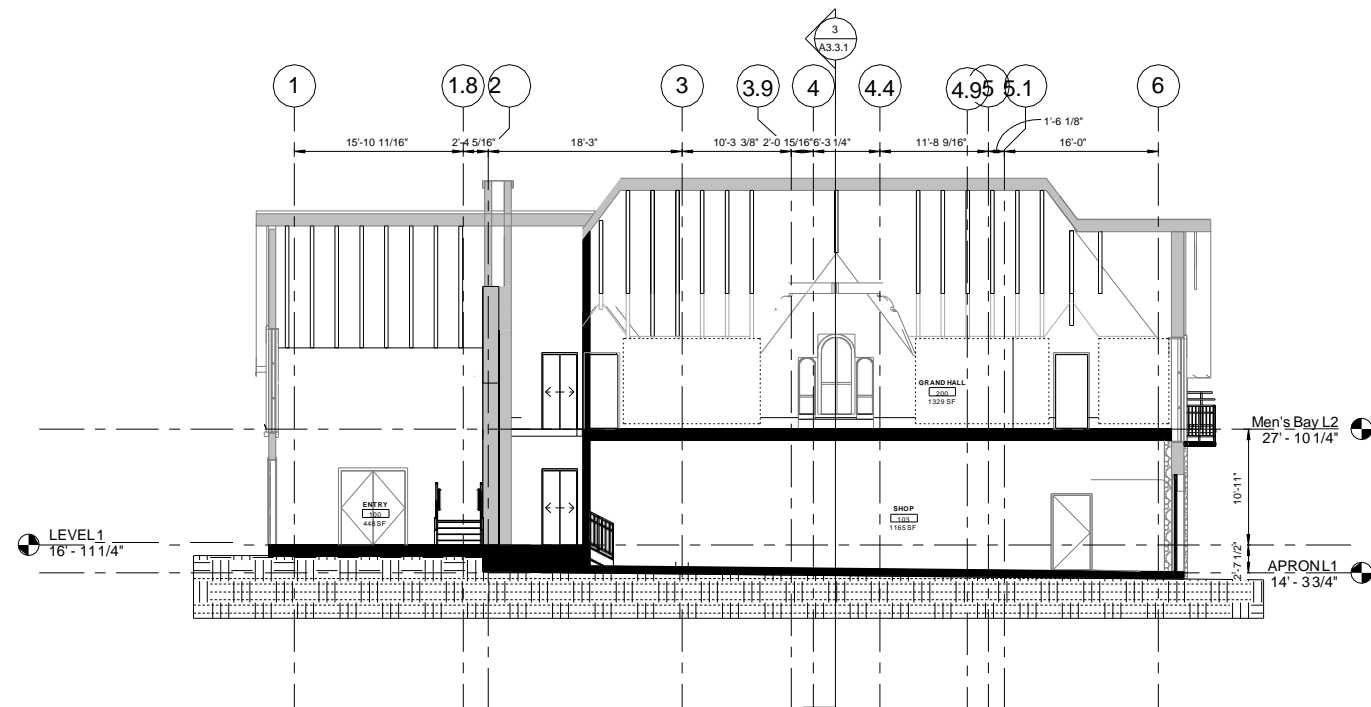 3
A3.3.1
1
1.8
2
3
3.9
4
4.4
4.9
5
5.1
6
1'-6 1/8"
15'-10 11/16"
2'-4 5/16"
18'-3"
10'-3 3/8"
2'-0 15/16"
6'-3 1/4"
11'-8 9/16"
16'-0"
GRAND HALL
200
1329 SF
Men's Bay L2
27' - 10 1/4"
10'-11"
ENTRY
100
448 SF
SHOP
103
1165 SF
LEVEL 1
16' - 11 1/4"
2'-7 1/2"
APRON L1
14' - 3 3/4"